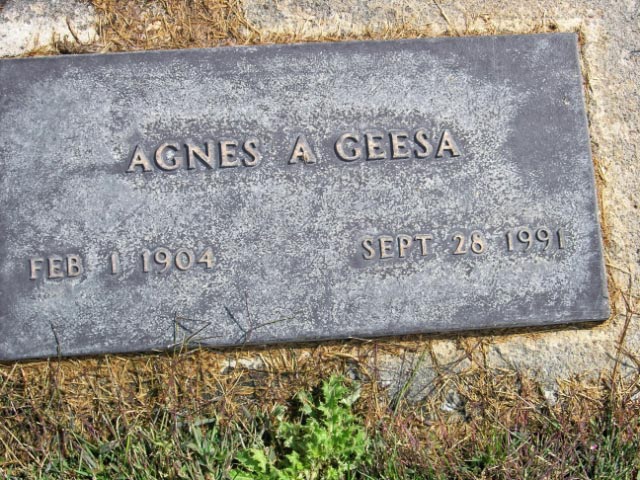 AGNES A GEESA
FEB 1 1904 SEPT 28 1991